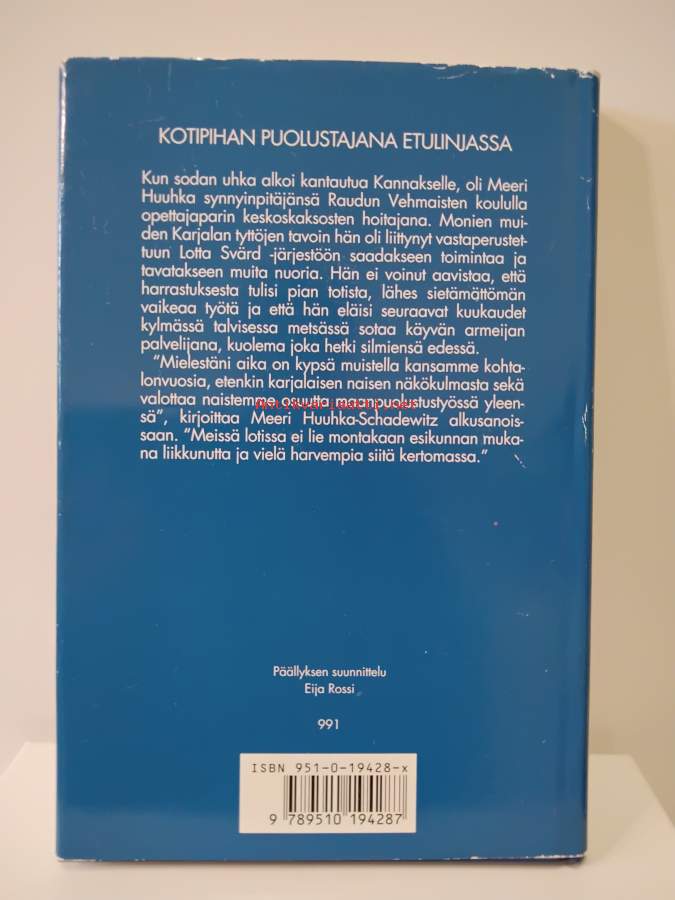 KOTIPIHAN PUOLUSTAJANA ETULINJASSA
Kun sodan uhka alkoi kantautua Kannakselle, oli Meeri
Huuhka synnyinpitäjänsä Raudun Vehmaisten koululla
opettajaparin keskoskaksosten hoitajana. Monien mui-
den Karjalan tyttöjen tavoin hän oli liittynyt vastaperustet-
tuun Lotta Svärd -järjestöön saadakseen toimintaa ja
tavatakseen muita nuoria. Hän ei voinut aavistaa, että
harrastuksesta tulisi pian totista, lähes sietämättömän
vaikeaa työtä ja että hän eläisi seuraavat kuukaudet
kylmässä talvisessa metsässä sotaa käyvän armeijan
palvelijana, kuolema joka hetki silmiensä edessä.
"Mielestäni aika on kypsä muistella kansamme kohta-
lonvuosia, etenkin karjalaisen naisen näkökulmasta sekä
valottaa naistemme osuutta maanpuolustustyössä yleen-
sä", kirjoittaa Meeri Huuhka-Schadewitz alkusanois-
saan. "Meissä lotissa ei lie montakaan esikunnan muka-
na liikkunutta ja vielä harvempia siitä kertomassa."
Päällyksen suunnittelu
Eija Rossi
991
ISBN 951-0-19428-x
9 789510 194287